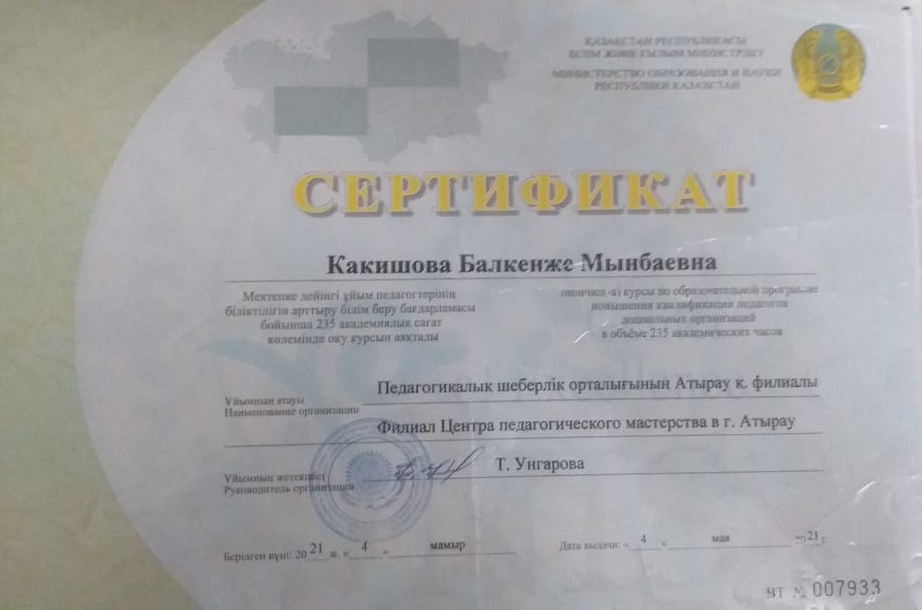 ҚАЗАҚСТАН РЕСПУБЛИКАСЫ
БІЛІМ ЖӘНЕ ҒЫЛЫМ МИНИСТРЛІГІ
МИНИСТЕРСТВО ОБРАЗОВАНИЯ И НАУКИ
РЕСПУБЛИКИ КАЗАХСТАН
СЕРТИФИКАТ
Какишова Балкенже Мынбаевна
Мектепке дейінгі ұйым педагогтерінің
біліктілігін арттыру білім беру бағдарламасы
бойынша 235 академиялық сағат
көлемінде оқу курсын аяқтады
окончил(-а) курсы по образовательной программе
повышения квалификации педагогов
дошкольных организаций
в объёме 235 академических часов
Педагогикалық шеберлік орталығының Атырау қ. филиалы
Ұйымның атауы
Наименование организации
Филиал Центра педагогического мастерства в г. Атырау
Т. Унгарова
Ұйымның жетекшісі
Руководитель организации
Берілген күні: 20 21 ж. « 4 » мамыр
Дата выдачи: « 4 » мая 20 21 г.
ВТ № 007933